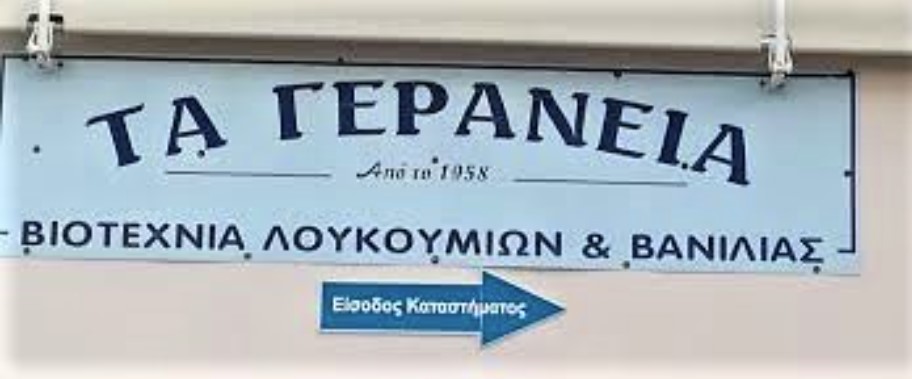 ΤΑ ΓΕΡΑΝΕΙΑ
Από το 1958
ΒΙΟΤΕΧΝΙΑ ΛΟΥΚΟΥΜΙΩΝ & ΒΑΝΙΛΙΑΣ
Είσοδος Καταστήματος